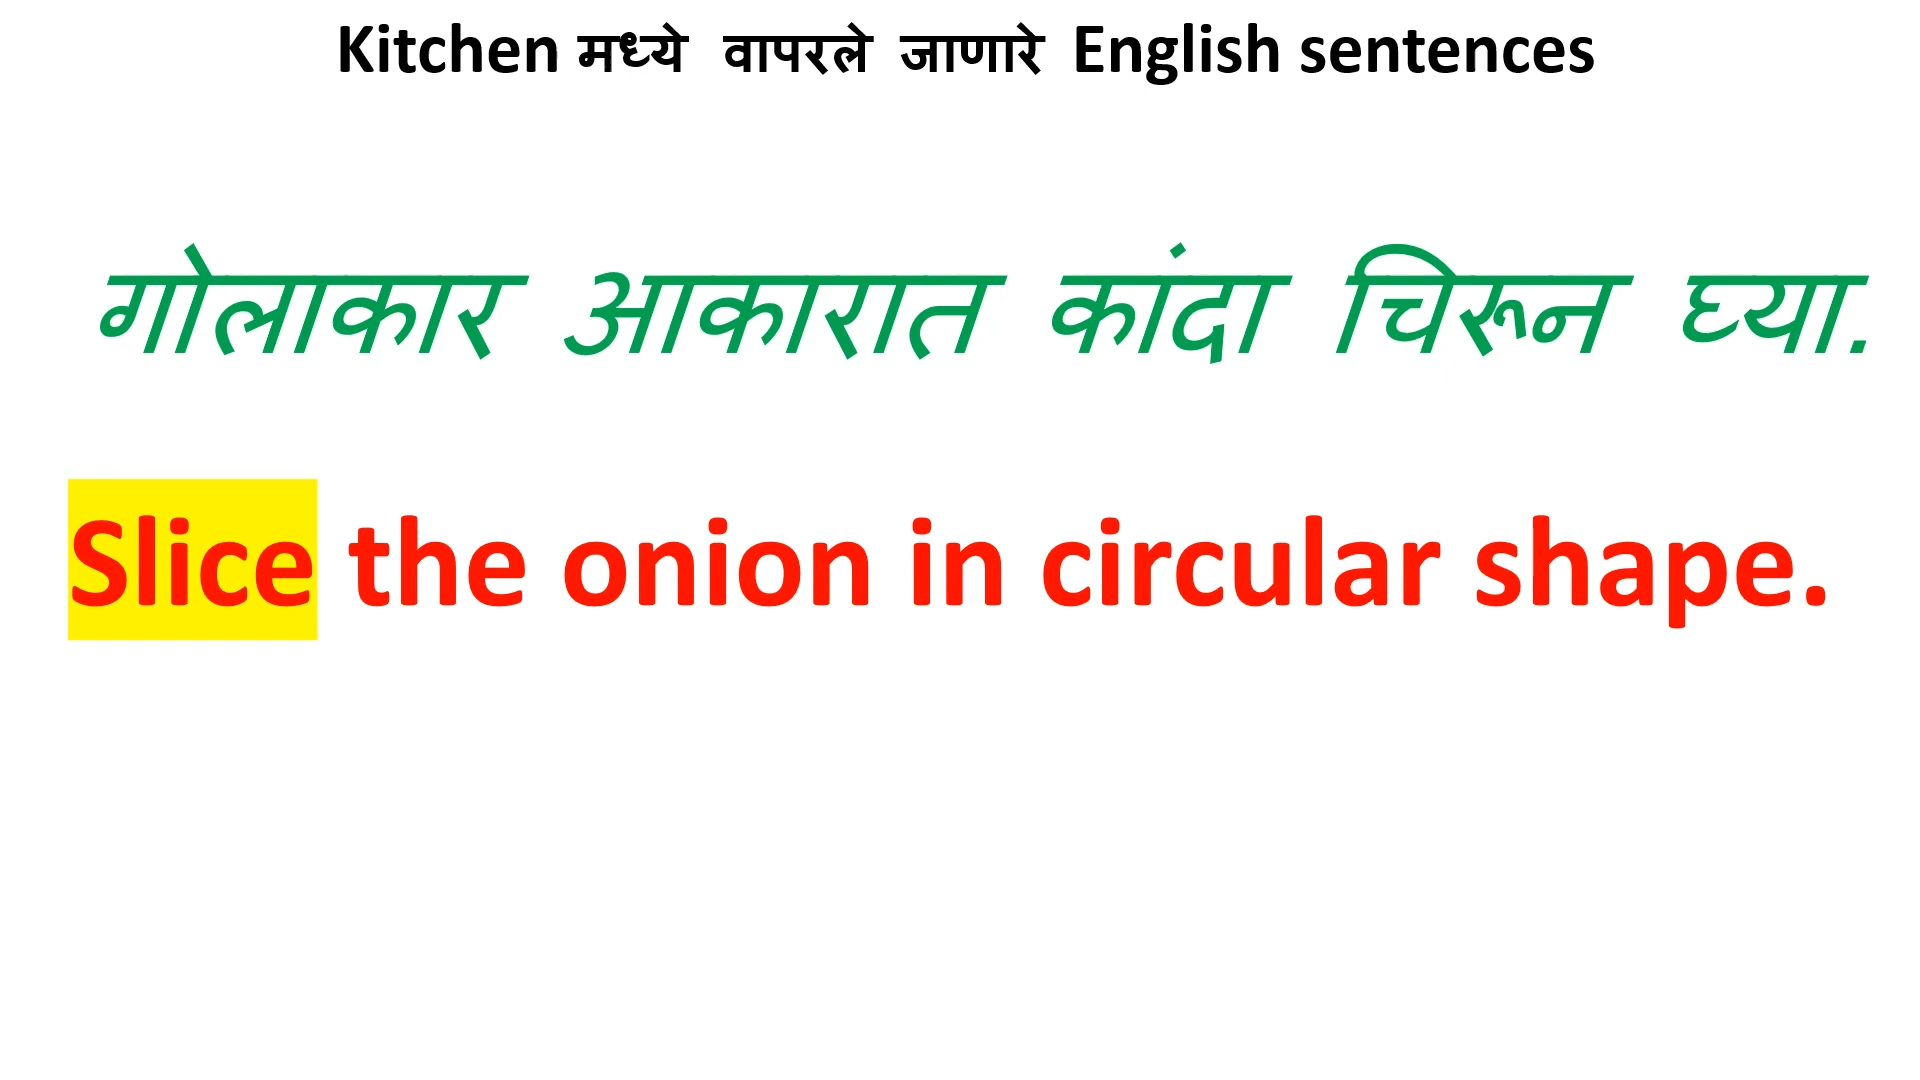 Kitchen मध्ये वापरले जाणारे English sentences
गोलाकार आकारात कांदा चिरून घ्या.
Slice the onion in circular shape.